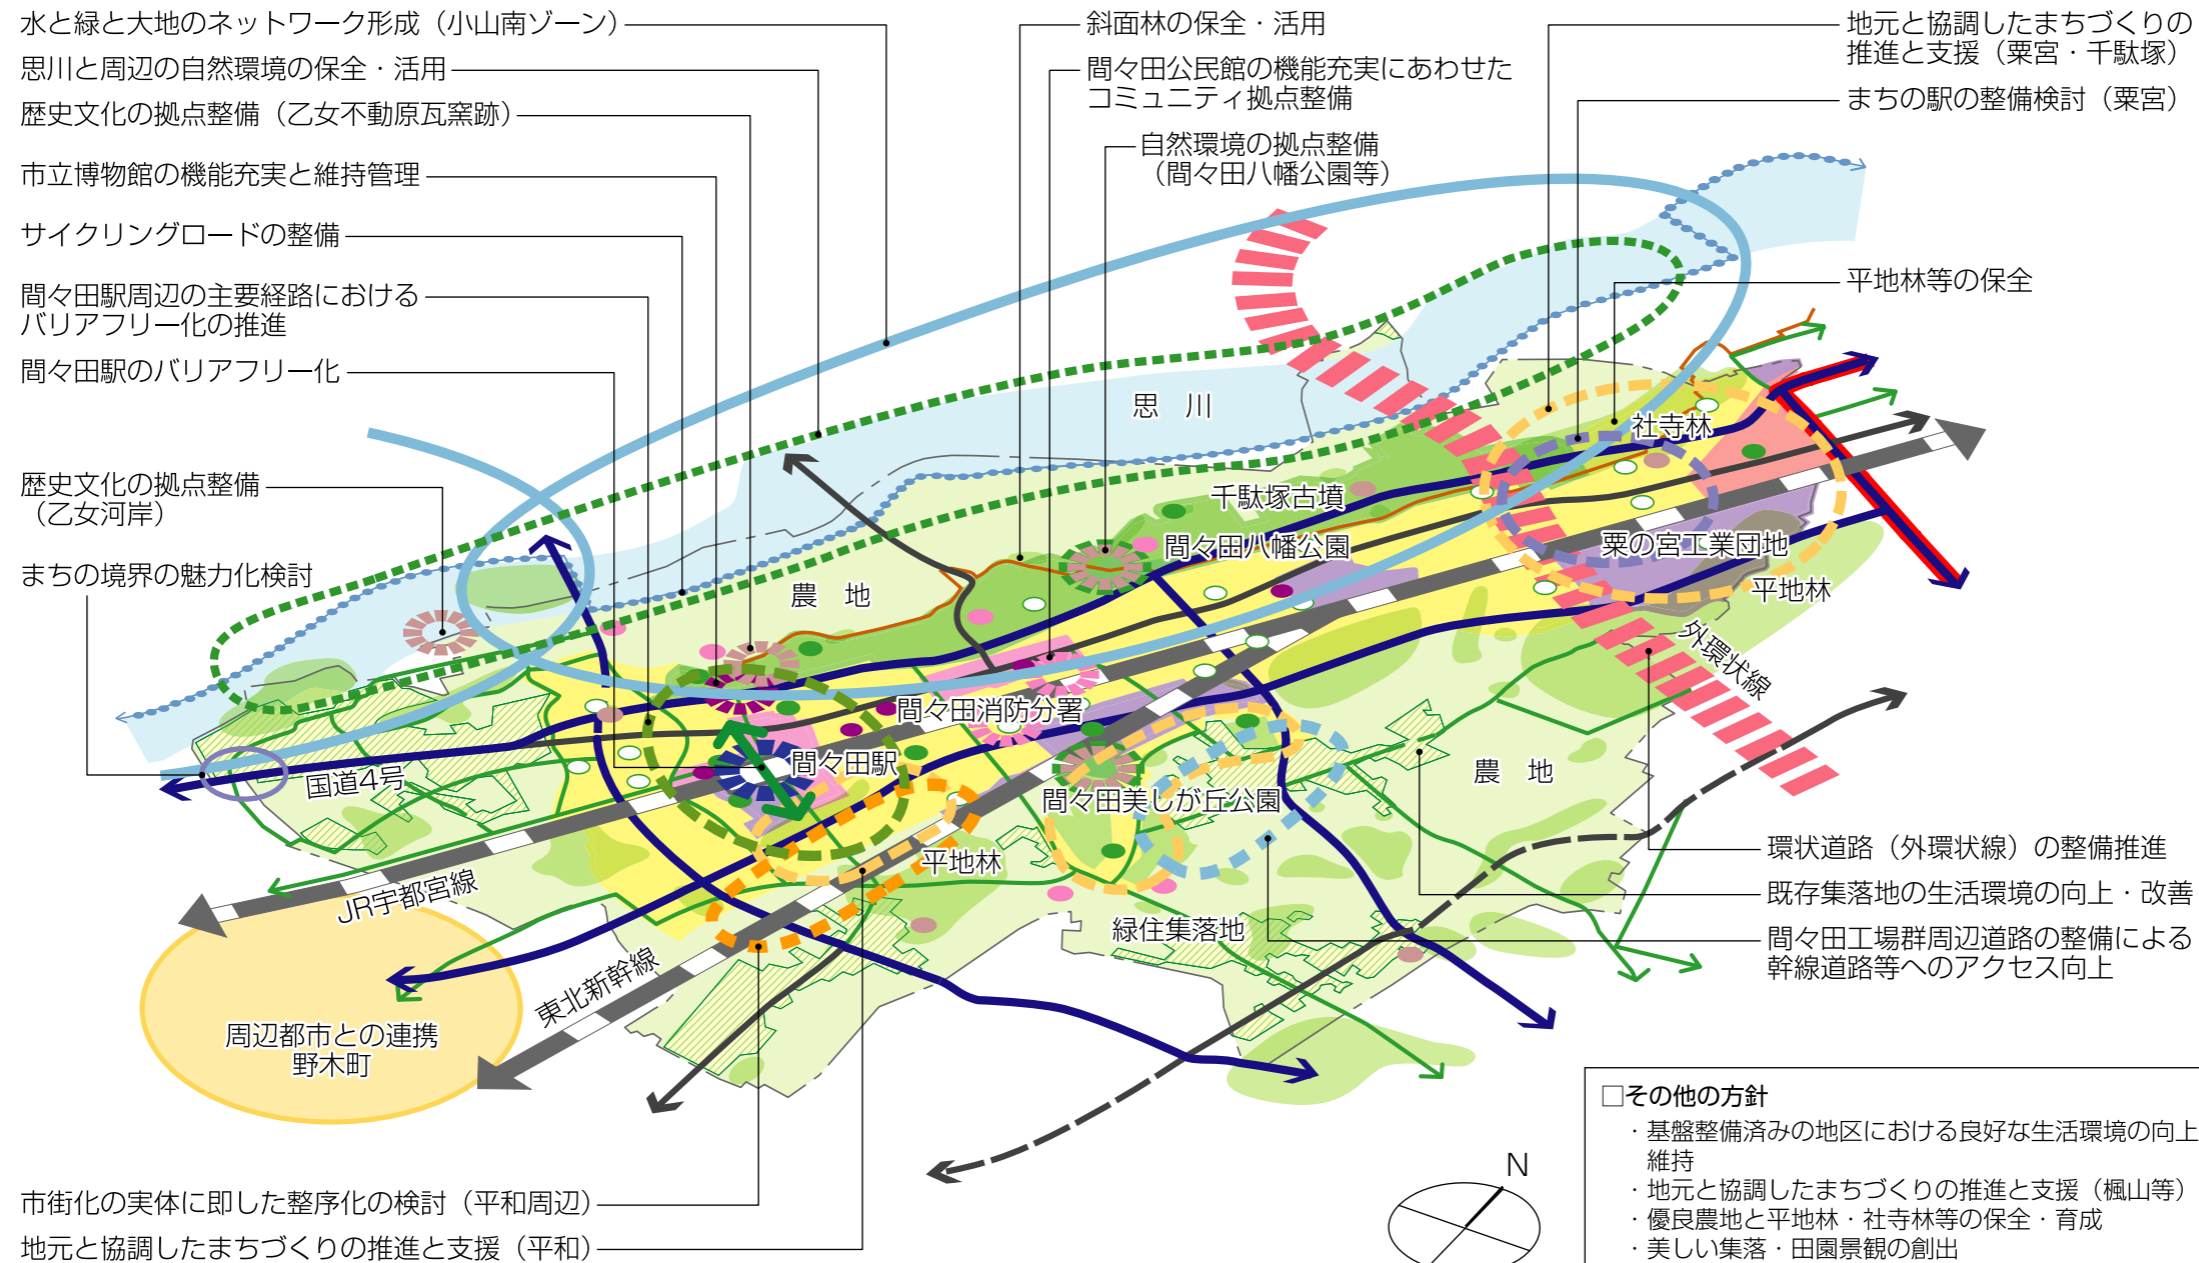 水と緑と大地のネットワーク形成（小山南ゾーン）
思川と周辺の自然環境の保全・活用
歴史文化の拠点整備（乙女不動原瓦窯跡）
市立博物館の機能充実と維持管理
サイクリングロードの整備
間々田駅周辺の主要経路における
バリアフリー化の推進
間々田駅のバリアフリー化
歴史文化の拠点整備
（乙女河岸）
まちの境界の魅力化検討
斜面林の保全・活用
間々田公民館の機能充実にあわせた
コミュニティ拠点整備
自然環境の拠点整備
（間々田八幡公園等）
地元と協調したまちづくりの
推進と支援（粟宮・千駄塚）
まちの駅の整備検討（粟宮）
平地林等の保全
思　川
社寺林
千駄塚古墳
間々田八幡公園
粟の宮工業団地
平地林
農　地
外環状線
間々田消防分署
間々田駅
国道4号
間々田美しが丘公園
農　地
平地林
JR宇都宮線
緑住集落地
東北新幹線
周辺都市との連携
野木町
環状道路（外環状線）の整備推進
既存集落地の生活環境の向上・改善
間々田工場群周辺道路の整備による
幹線道路等へのアクセス向上
市街化の実体に即した整序化の検討（平和周辺）
地元と協調したまちづくりの推進と支援（平和）
N
□その他の方針
・基盤整備済みの地区における良好な生活環境の向上
維持
・地元と協調したまちづくりの推進と支援（楓山等）
・優良農地と平地林・社寺林等の保全・育成
・美しい集落・田園景観の創出